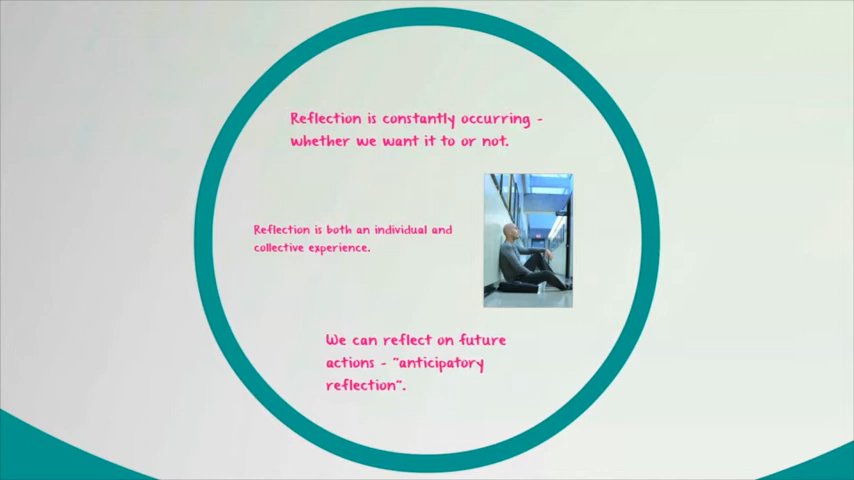 Reflection is constantly occurring -
whether we want it to or not.
Reflection is both an individual and
collective experience.
We can reflect on future
actions - "anticipatory
reflection".